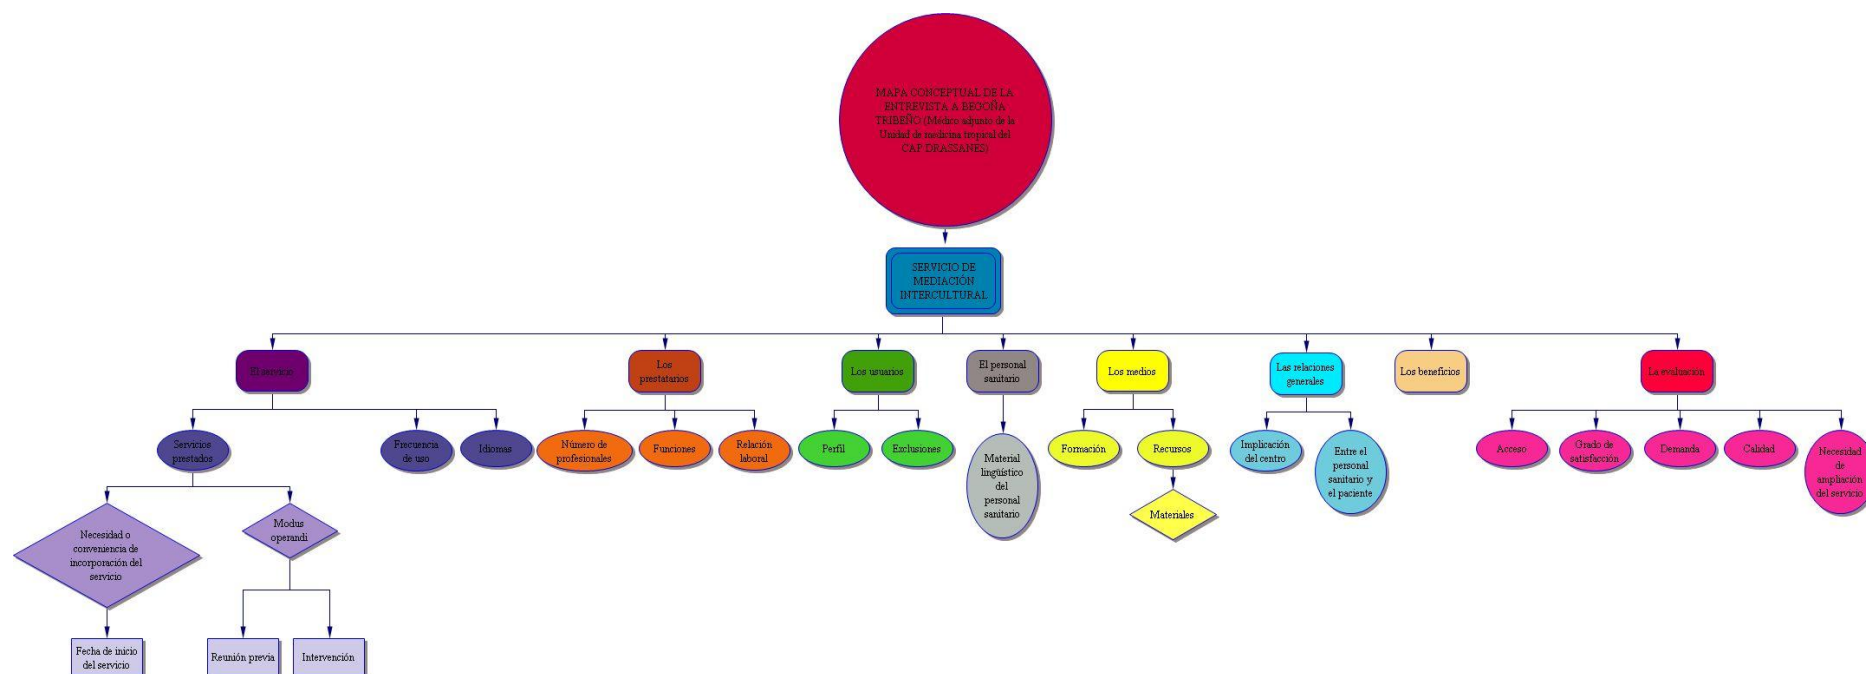 MAPA CONCEPTUAL DE LA
ENTREVISTA A BEGOÑA
TRIBEÑO (Médico adjunto de la
Unidad de medicina tropical del
CAP DRASSANES)
SERVICIO DE
MEDIACIÓN
INTERCULTURAL
El servicio
Los
prestatarios
Los usuarios
El personal
sanitario
Los medios
Las relaciones
generales
Los beneficios
La evaluación
Servicios
prestados
Frecuencia
de uso
Idiomas
Número de
profesionales
Funciones
Relación
laboral
Perfil
Exclusiones
Material
lingüístico
del
personal
sanitario
Formación
Recursos
Implicación
del centro
Entre el
personal
sanitario y
el paciente
Acceso
Grado de
satisfacción
Demanda
Calidad
Necesidad
de
ampliación
del servicio
Necesidad o
conveniencia de
incorporación del
servicio
Modus
operandi
Materiales
Fecha de inicio
del servicio
Reunión previa
Intervención